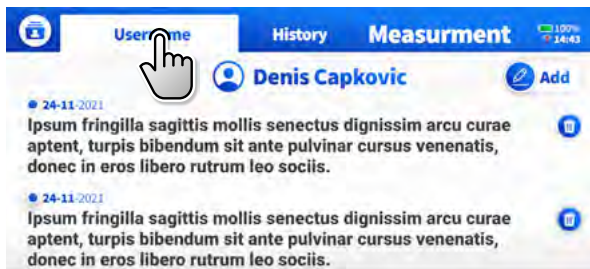 Username History Measurment 100%
14:43
Denis Capkovic Add
24-11-2021
Ipsum fringilla sagittis mollis senectus dignissim arcu curae
aptent, turpis bibendum sit ante pulvinar cursus venenatis,
donec in eros libero rutrum leo sociis.
24-11-2021
Ipsum fringilla sagittis mollis senectus dignissim arcu curae
aptent, turpis bibendum sit ante pulvinar cursus venenatis,
donec in eros libero rutrum leo sociis.